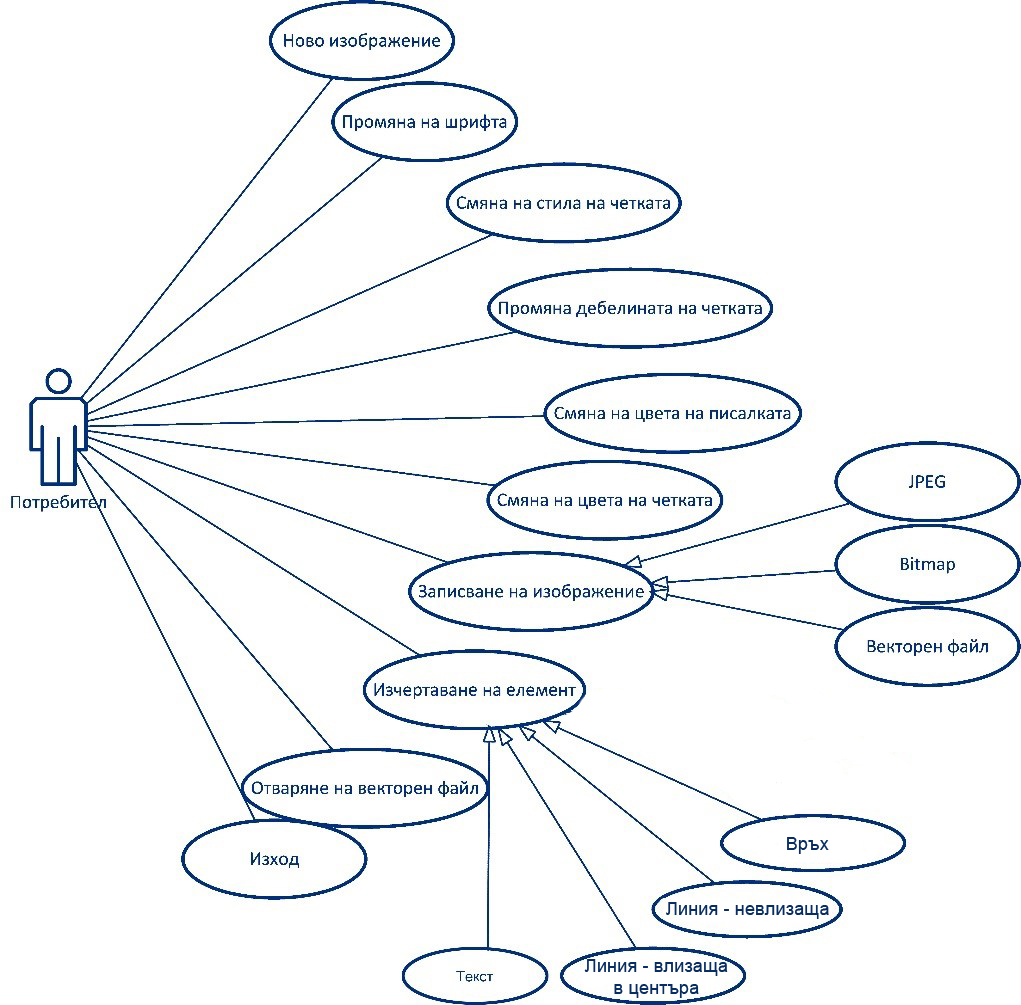 Ново изображение
Промяна на шрифта
Смяна на стила на четката
Промяна дебелината на четката
Смяна на цвета на писалката
Смяна на цвета на четката
JPEG
Потребител
Bitmap
Записване на изображение
Векторен файл
Изчертаване на елемент
Отваряне на векторен файл
Връх
Изход
Линия - невлизаща
Текст
Линия - влизаща
в центъра